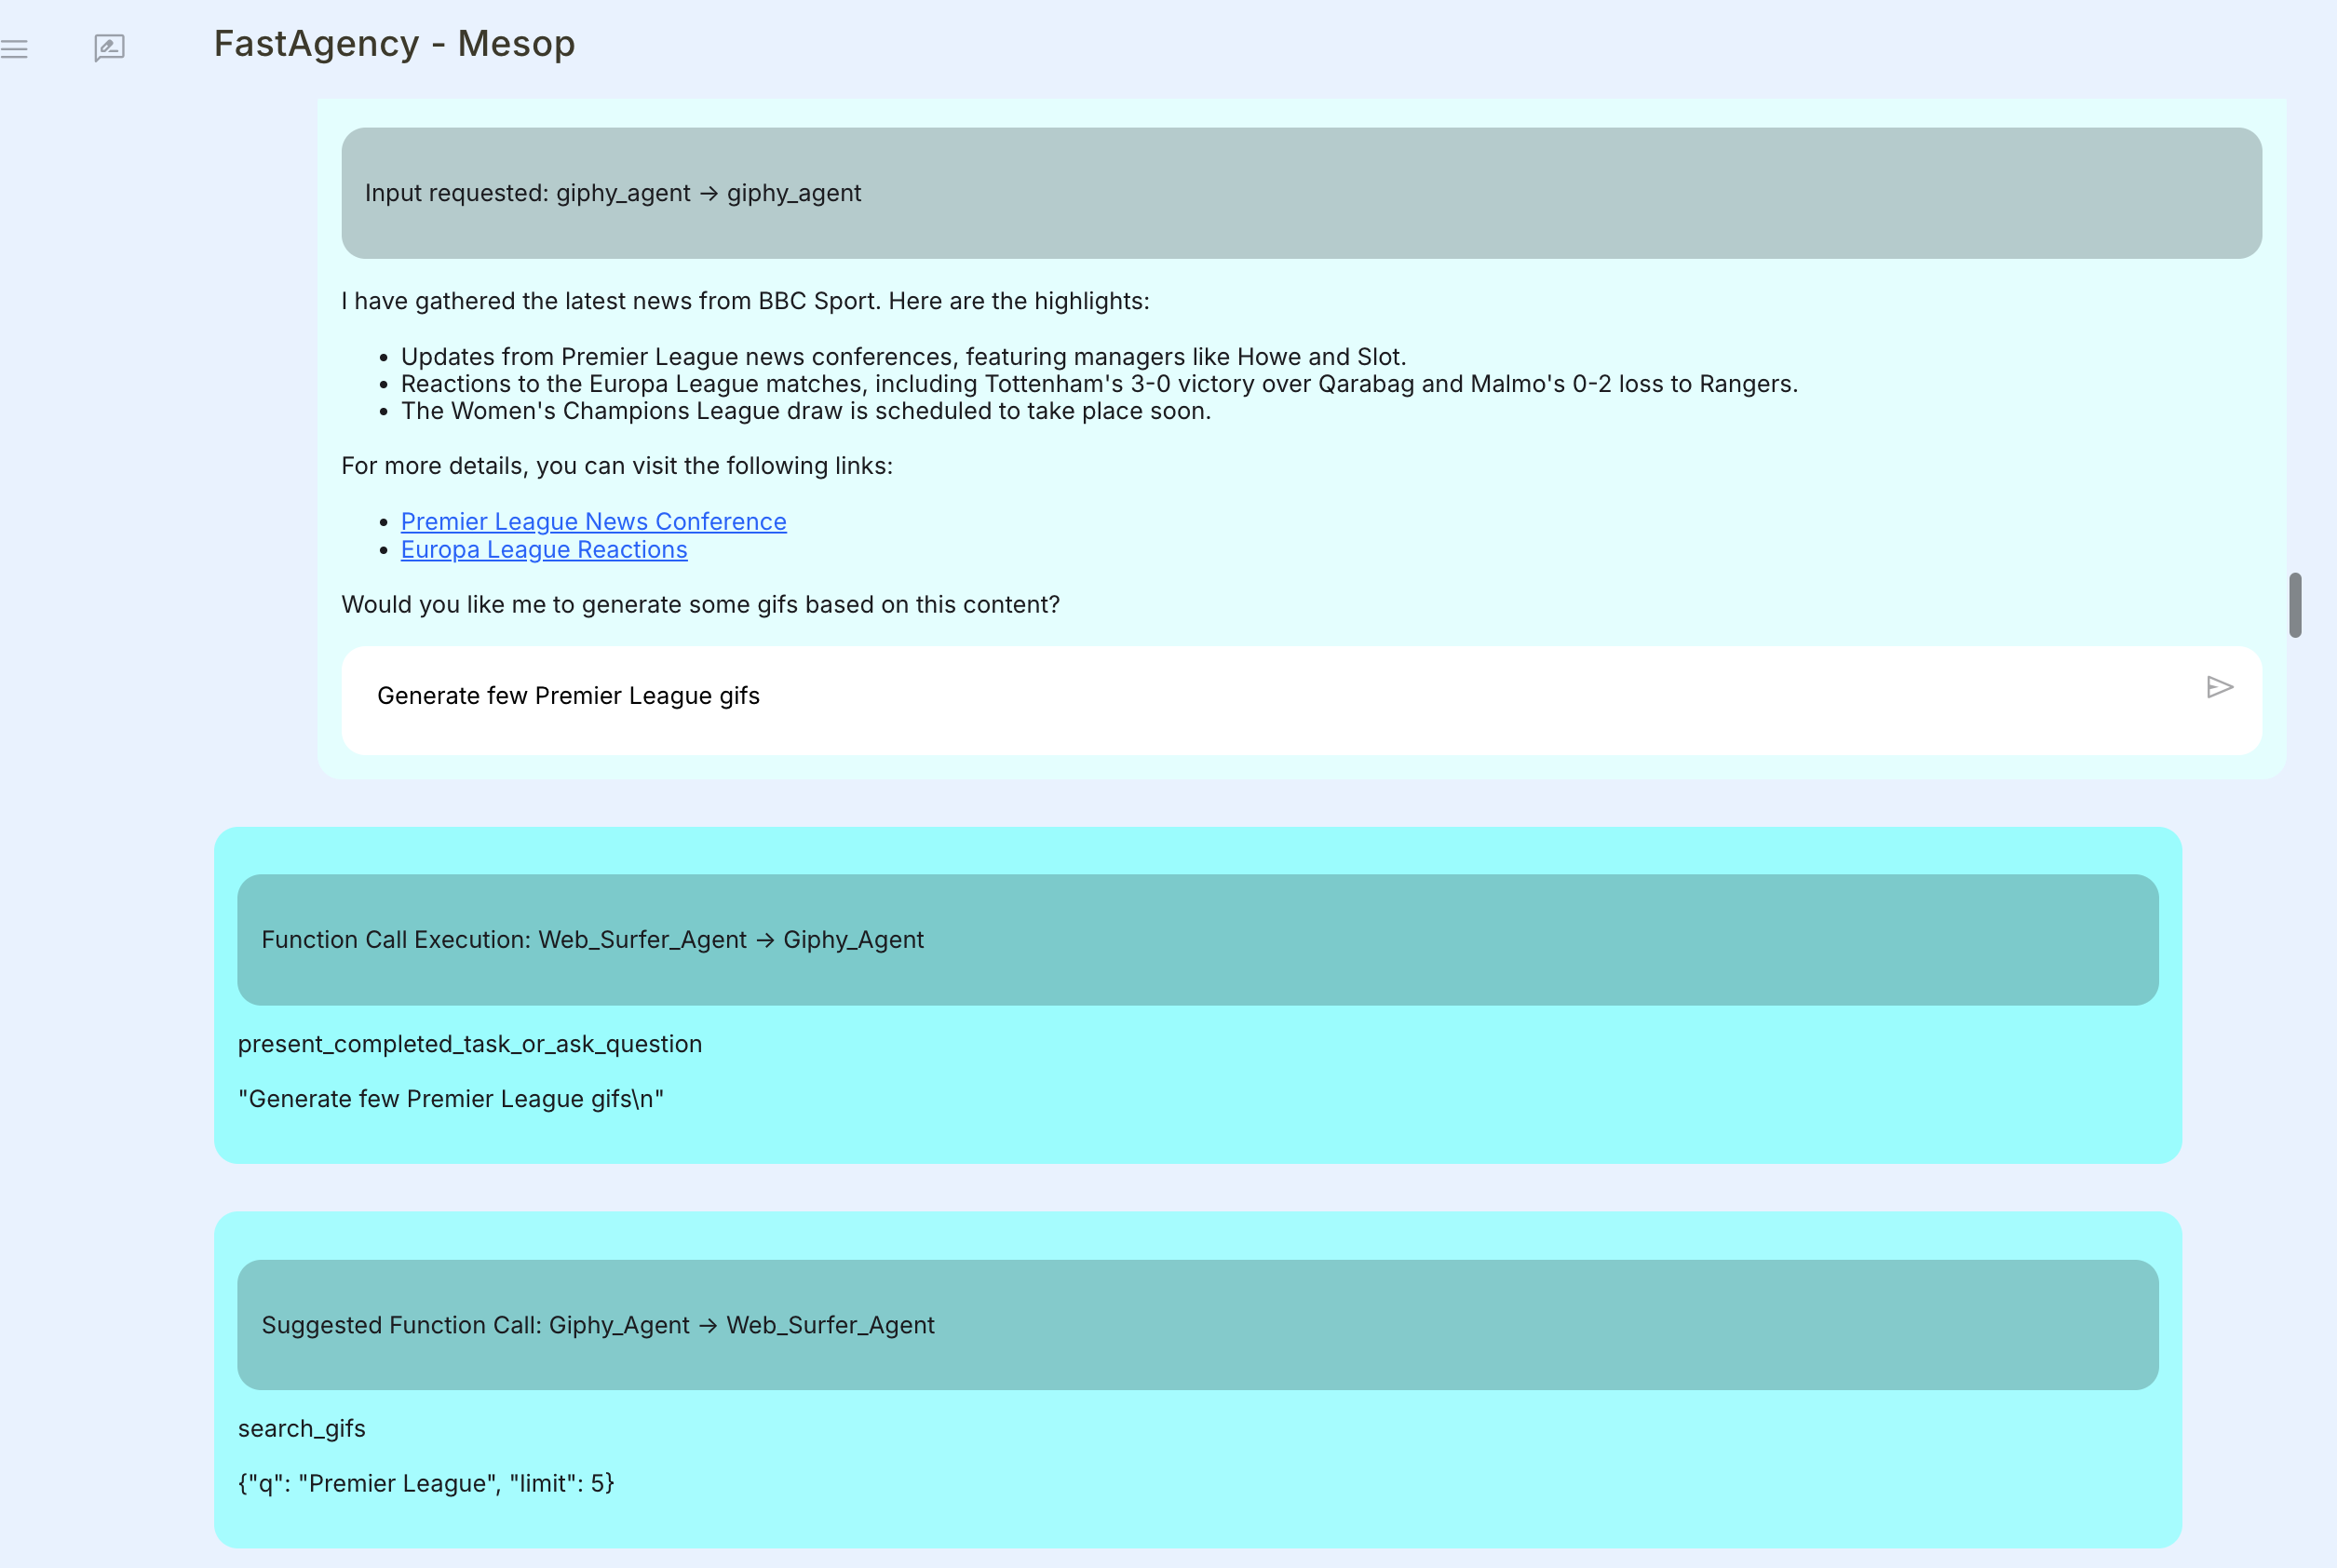 FastAgency - Mesop
Input requested: giphy_agent → giphy_agent
I have gathered the latest news from BBC Sport. Here are the highlights:
• Updates from Premier League news conferences, featuring managers like Howe and Slot.
• Reactions to the Europa League matches, including Tottenham's 3-0 victory over Qarabag and Malmo's 0-2 loss to Rangers.
• The Women's Champions League draw is scheduled to take place soon.
For more details, you can visit the following links:
• Premier League News Conference
• Europa League Reactions
Would you like me to generate some gifs based on this content?
Generate few Premier League gifs
Function Call Execution: Web_Surfer_Agent → Giphy_Agent
present_completed_task_or_ask_question
"Generate few Premier League gifs\n"
Suggested Function Call: Giphy_Agent → Web_Surfer_Agent
search_gifs
{"q": "Premier League", "limit": 5}